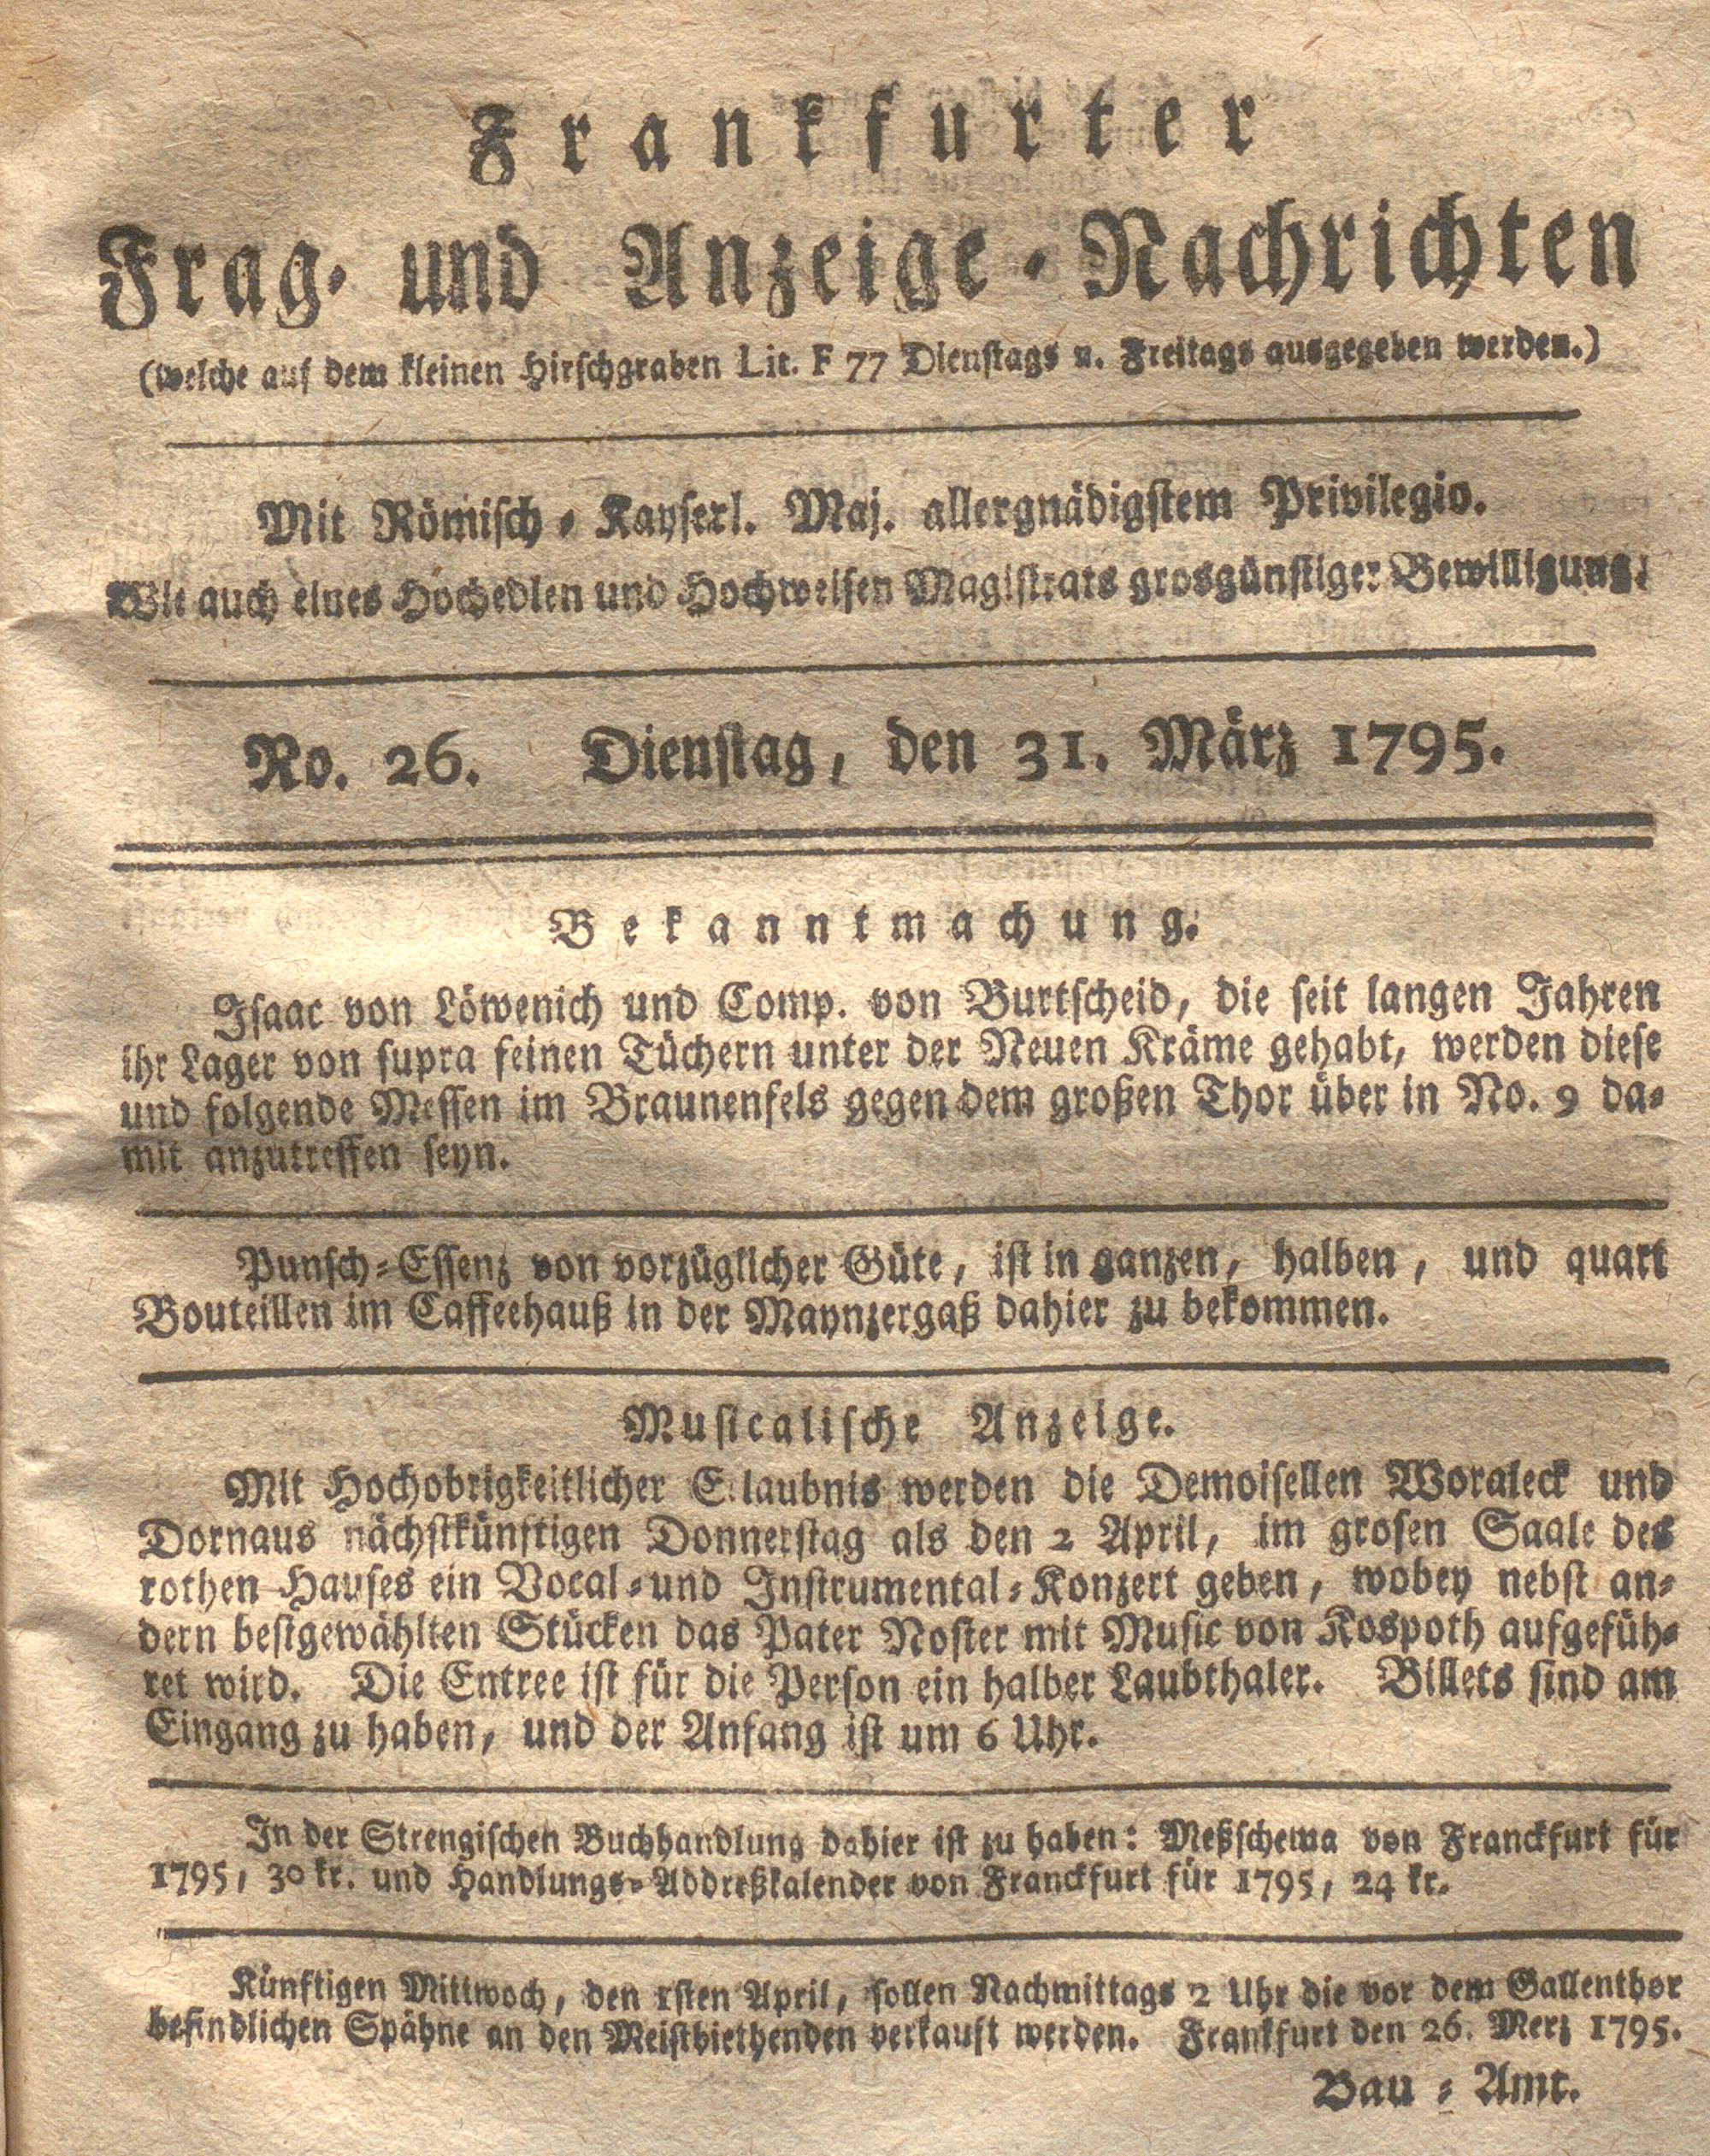 Frankfurter
Frag- und Anzeige-Nachrichten
(welche auf dem kleinen Hirschgraben Lit. F 77 Dienstags u. Freitags ausgegeben werden.)
Mit Römisch-Kayserl. Maj. allergnädigstem Privilegio.
Wie auch eines Hochedlen und Hochweisen Magistrats grosgünstiger Bewilligung.
No. 26. Dienstag, den 31. März 1795.
Bekanntmachung.
Isaac von Löwenich und Comp. von Burtscheid, die seit langen Jahren
ihr Lager von supra feinen Tüchern unter der Neuen Kräme gehabt, werden diese
und folgende Messen im Braunenfels gegen dem großen Thor über in No. 9 da-
mit anzutreffen seyn.
Punsch-Essenz von vorzüglicher Güte, ist in ganzen, halben, und quart
Bouteillen im Caffeehauß in der Maynzergaß dahier zu bekommen.
Musicalische Anzeige.
Mit Hochobrigkeitlicher Erlaubnis werden die Demoisellen Woraleck und
Dornaus nächstkünftigen Donnerstag als den 2 April, im grosen Saale des
rothen Hauses ein Vocal-und Instrumental-Konzert geben, wobey nebst an-
dern bestgewählten Stücken das Pater Noster mit Music von Kospoth aufgefüh-
ret wird. Die Entree ist für die Person ein halber Laubthaler. Billets sind am
Eingang zu haben, und der Anfang ist um 6 Uhr.
In der Strengischen Buchhandlung dahier ist zu haben: Meßschema von Franckfurt für
1795, 30 kr. und Handlungs-Addreßkalender von Franckfurt für 1795, 24 kr.
Künftigen Mittwoch, den 1sten April, sollen Nachmittags 2 Uhr die vor dem Gallenthor
befindlichen Spähne an den Meistbiethenden verkauft werden. Frankfurt den 26. Merz 1795.
Bau-Amt.